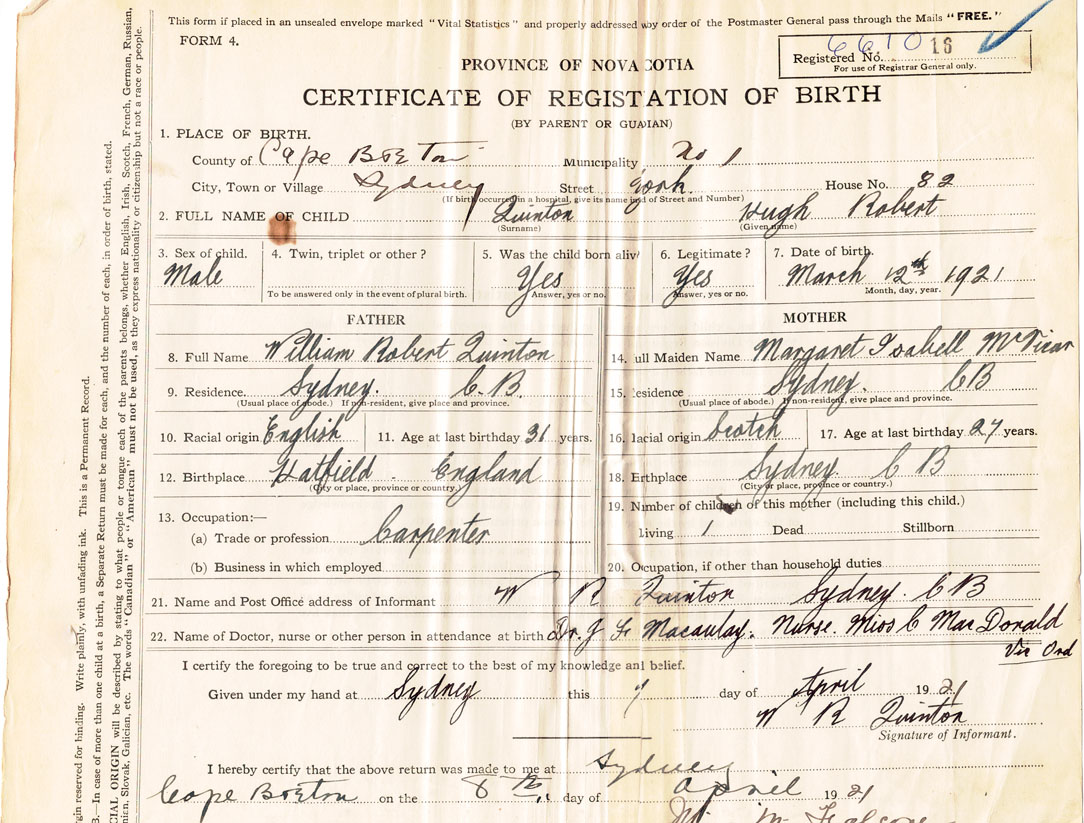 This form if placed in an unsealed envelope marked "Vital Statistics" and properly addressed by order of the Postmaster General pass through the Mails "FREE."
FORM 4.
6610 16
Registered No.
For use of Registrar General only.
PROVINCE OF NOVA COTIA
CERTIFICATE OF REGISTATION OF BIRTH
(BY PARENT OR GUADIAN)
1. PLACE OF BIRTH.
County of Cape Breton Municipality No 1
City, Town or Village Sydney Street York. House No. 82
(If birth occurred in a hospital, give its name instead of Street and Number)
2. FULL NAME OF CHILD Quinton Hugh Robert
(Surname) (Given name)
3. Sex of child. 4. Twin, triplet or other? 5. Was the child born aliv 6. Legitimate? 7. Date of birth.
Male Yes Yes March 12th 1921
To be answered only in the event of plural birth. Answer, yes or no. Answer, yes or no. Month, day, year.
FATHER MOTHER
8. Full Name William Robert Quinton 14. ull Maiden Name Margaret Isabell McVicar
9. Residence Sydney. C.B. 15. esidence Sydney. CB
(Usual place of abode.) If non-resident, give place and province. (Usual place of abode.) If non-resident, give place and province.
10. Racial origin English 11. Age at last birthday 31 years. 16. acial origin Scotch 17. Age at last birthday 27 years.
12. Birthplace Hatfield. England 18. Birthplace Sydney. C B
(City or place, province or country.) (City or place, province or country.)
19. Number of children of this mother (including this child.)
13. Occupation:—
(a) Trade or profession Carpenter living 1 Dead Stillborn
(b) Business in which employed 20. Occupation, if other than household duties
21. Name and Post Office address of Informant W R Quinton Sydney. CB
22. Name of Doctor, nurse or other person in attendance at birth Dr. J Macaulay. Nurse. Miss C MacDonald
Vic Ord
I certify the foregoing to be true and correct to the best of my knowledge and belief.
Given under my hand at Sydney this 7 day of April 1921
W R Quinton
Signature of Informant.
I hereby certify that the above return was made to me at Sydney
Cape Breton on the 8th day of April 1921
gin reserved for binding. Write plainly, with unfading ink. This is a Permanent Record.
B.—In case of more than one child at a birth, a Separate Return must be made for each, and the number of each, in order of birth, stated.
CIAL ORIGIN will be described by stating to what people or tongue each of the parents belongs, whether English, Irish, Scotch, French, German, Russian,
nian, Slovak, Galician, etc. The words "Canadian" or "American" must not be used, as they express nationality or citizenship but not a race or people.